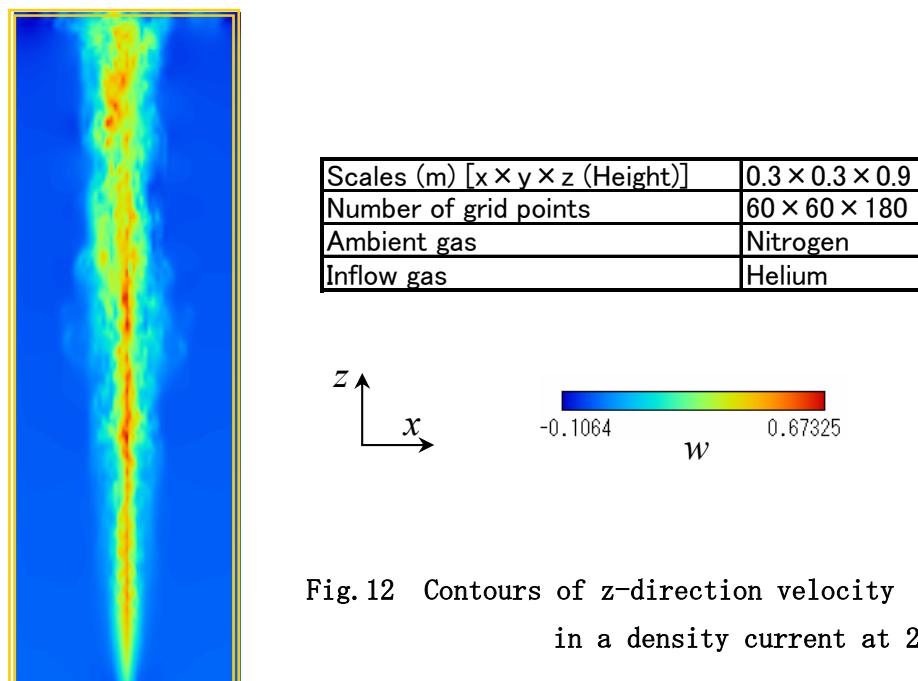 Scales (m) [x × y × z (Height)] 0.3 × 0.3 × 0.9
Number of grid points 60 × 60 × 180
Ambient gas Nitrogen
Inflow gas Helium
z
x
-0.1064 0.67325
w
Fig.12 Contours of z-direction velocity
in a density current at 2